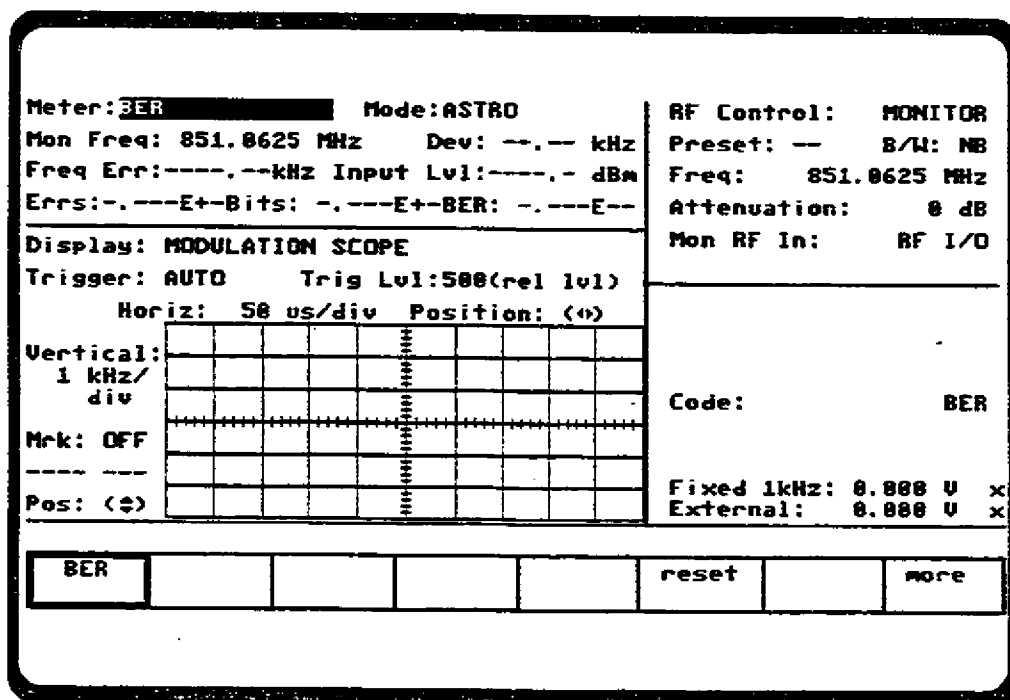 Meter:BER Mode:ASTRO
Mon Freq: 851.0625 MHz Dev: --.-- kHz
Freq Err:----.--kHz Input Lvl:----.- dBm
Errs:-.---E+-Bits: -.---E+-BER: -.---E--
Display: MODULATION SCOPE
Trigger: AUTO Trig Lvl:500(rel lvl)
Horiz: 50 us/div Position: (↔)
Vertical:
1 kHz/
div
Mrk: OFF
---- ---
Pos: (↕)
RF Control: MONITOR
Preset: -- B/W: NB
Freq: 851.0625 MHz
Attenuation: 0 dB
Mon RF In: RF I/O
Code: BER
Fixed 1kHz: 0.000 V x
External: 0.000 V x
BER reset more